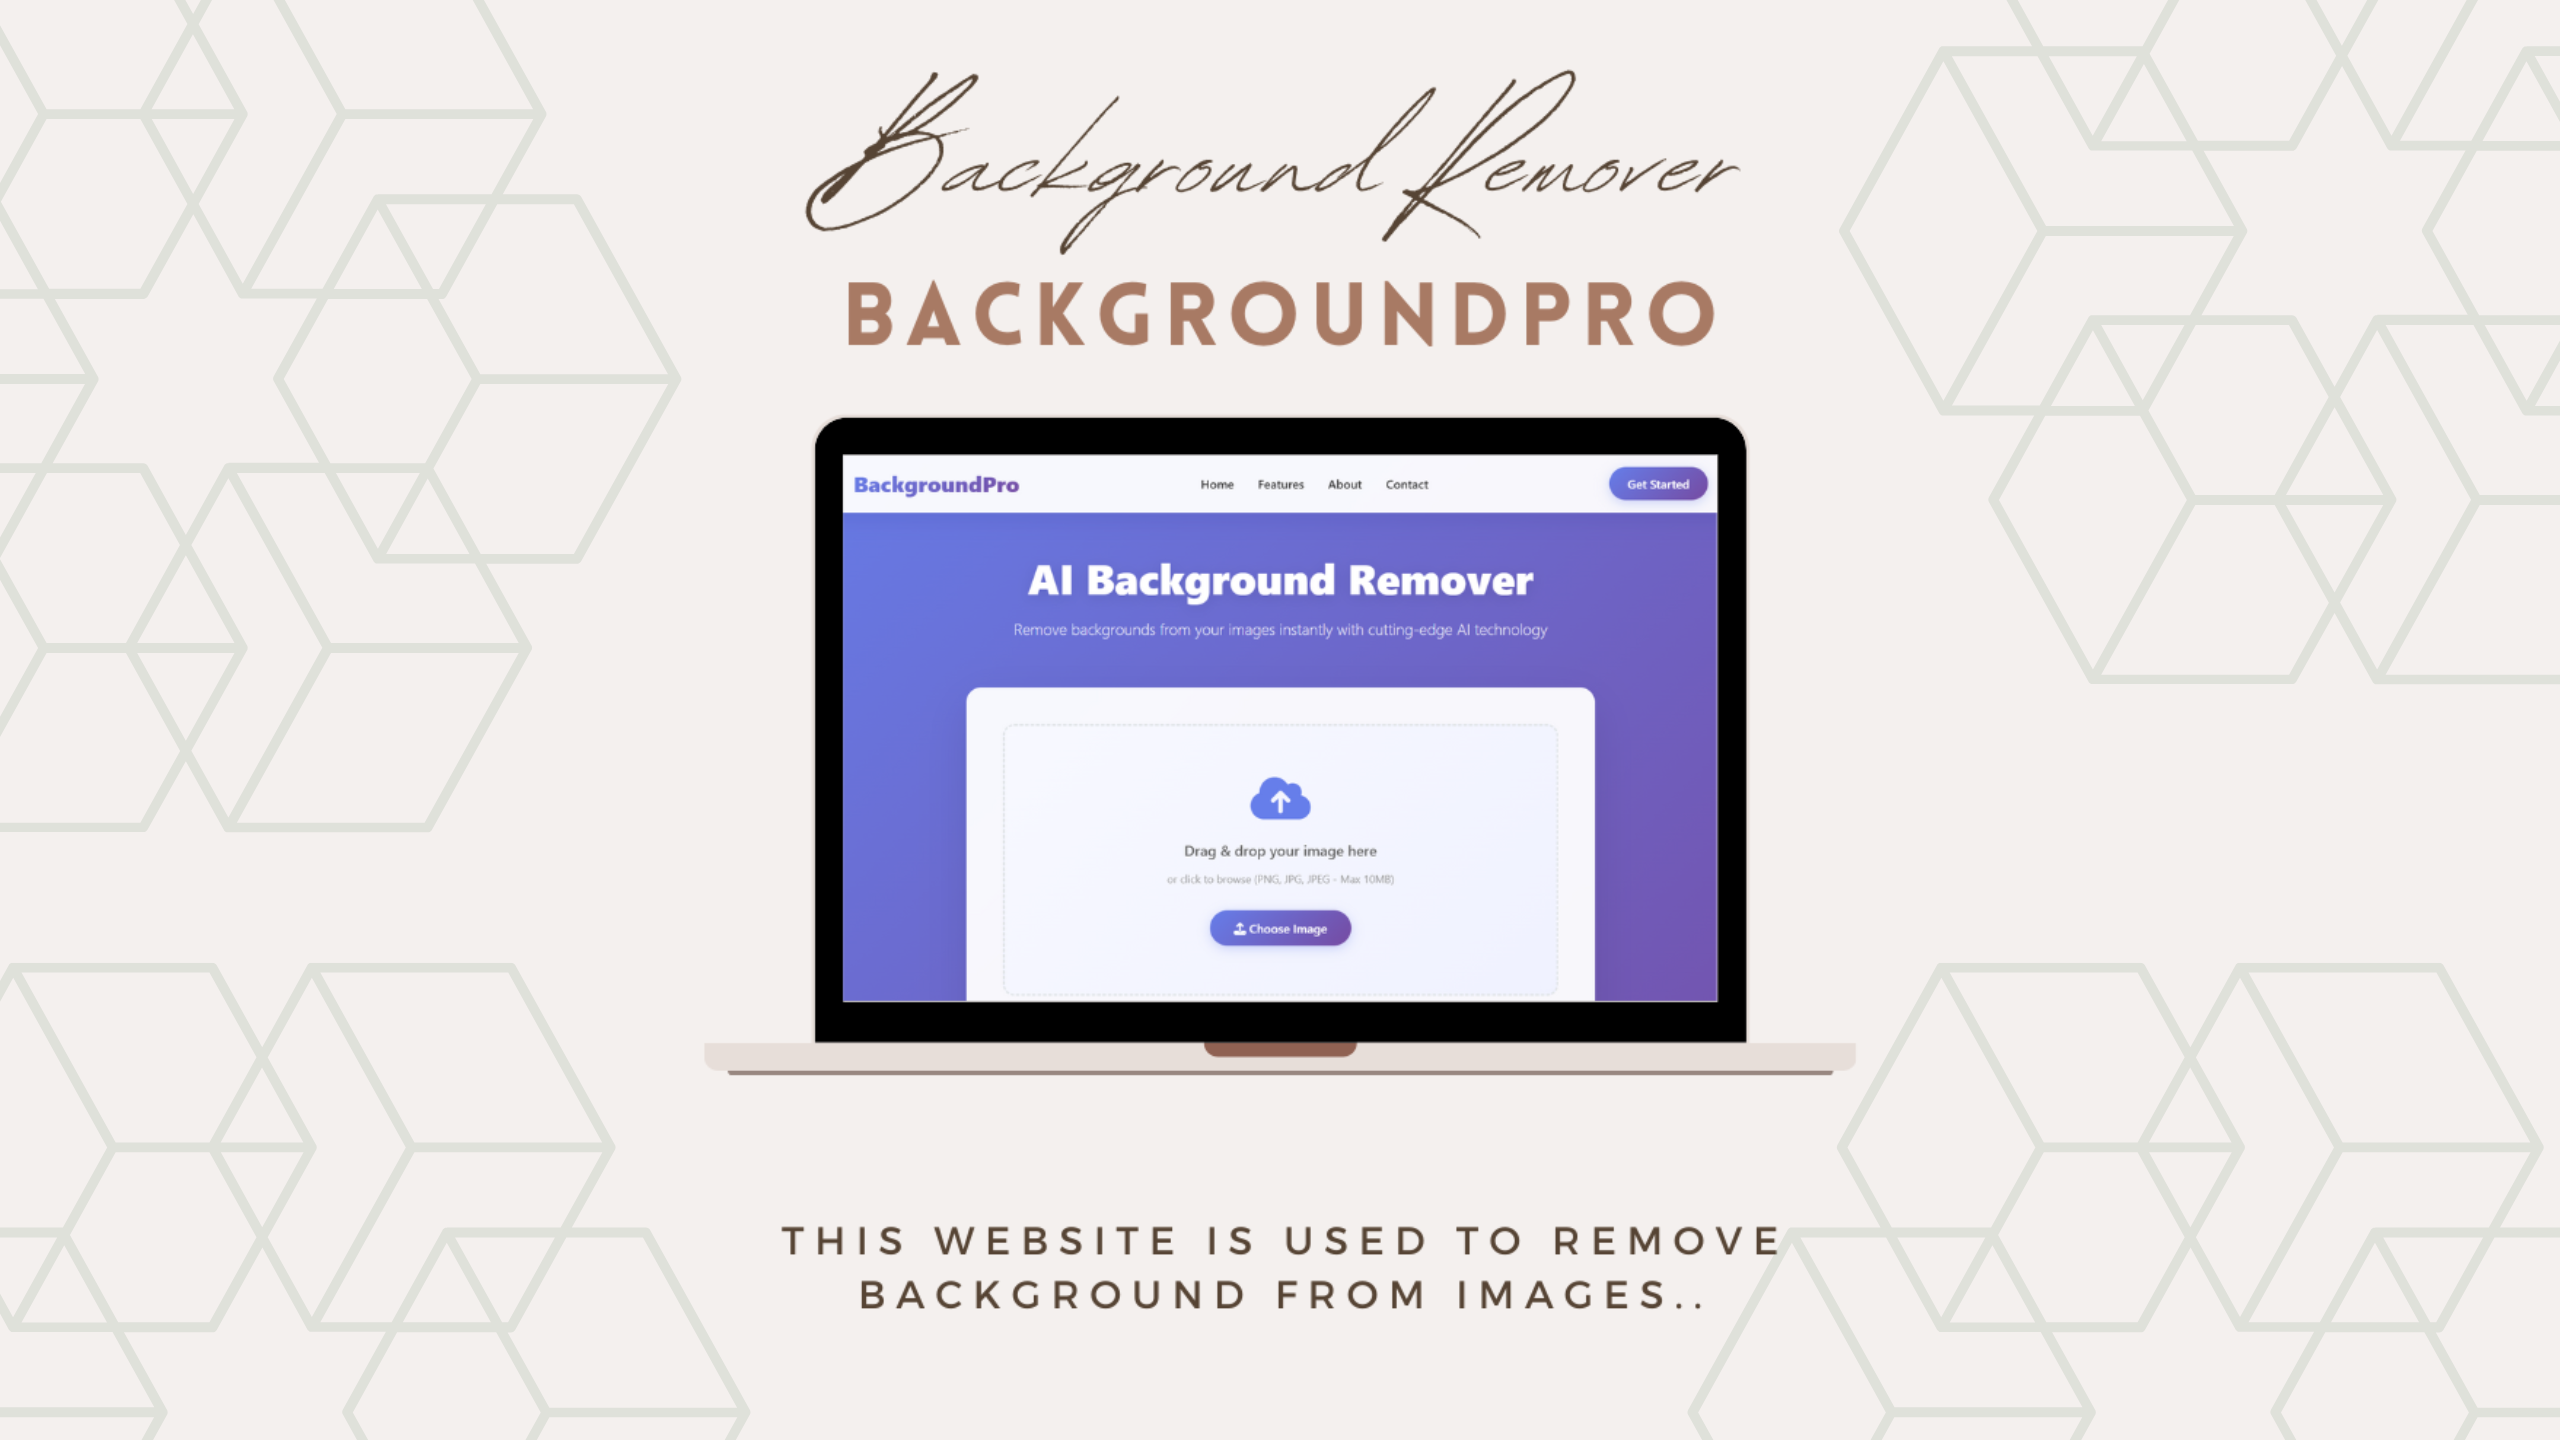 Background Remover
BACKGROUNDPRO
BackgroundPro
Home Features About Contact
Get Started
AI Background Remover
Remove backgrounds from your images instantly with cutting-edge AI technology
Drag & drop your image here
or click to browse (PNG, JPG, JPEG - Max 10MB)
Choose Image
THIS WEBSITE IS USED TO REMOVE
BACKGROUND FROM IMAGES..